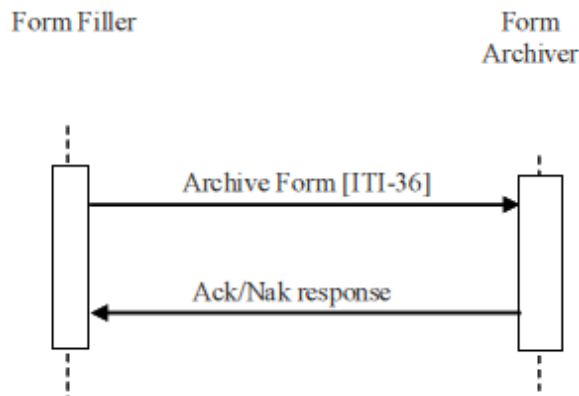 Form Filler
Form
Archiver
Archive Form [ITI-36]
Ack/Nak response